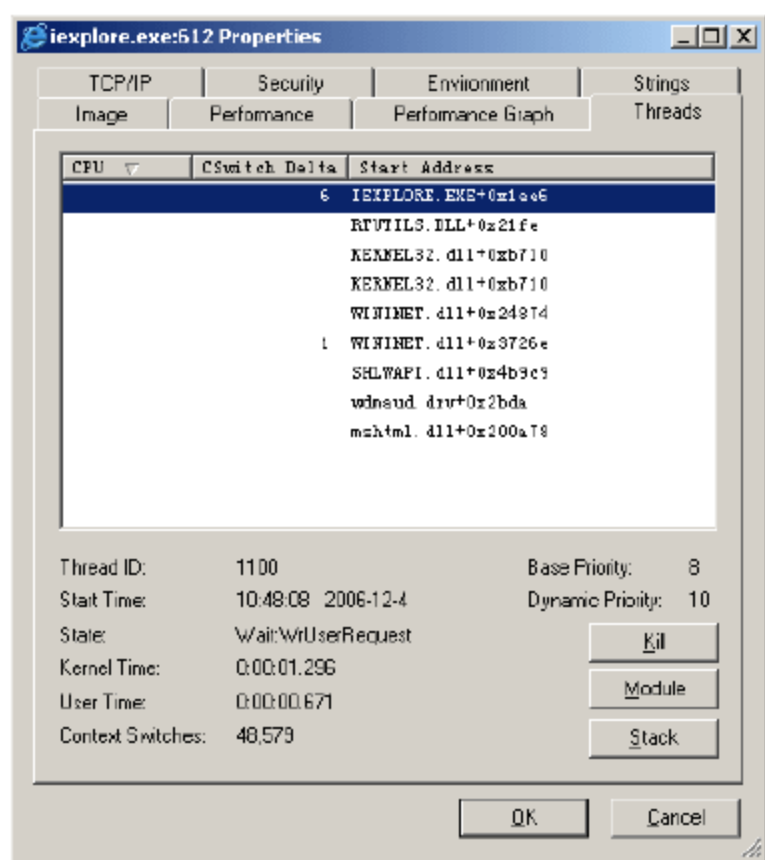 iexplore.exe:612 Properties
TCP/IP Security Environment Strings
Image Performance Performance Graph Threads
CPU CSwitch Delta Start Address
6 IEXPLORE.EXE+0x1ee6
RFUTILS.DLL+0x21fe
KERNEL32.dll+0xb710
KERNEL32.dll+0xb710
WININET.dll+0x24874
1 WININET.dll+0x3726e
SHLWAPI.dll+0x4b9c9
wdmaud.drv+0x2bda
mshtml.dll+0x200a78
Thread ID: 1100 Base Priority: 8
Start Time: 10:48:08 2006-12-4 Dynamic Priority: 10
State: Wait:WrUserRequest Kill
Kernel Time: 0:00:01.296
User Time: 0:00:00.671 Module
Context Switches: 48,579 Stack
OK Cancel